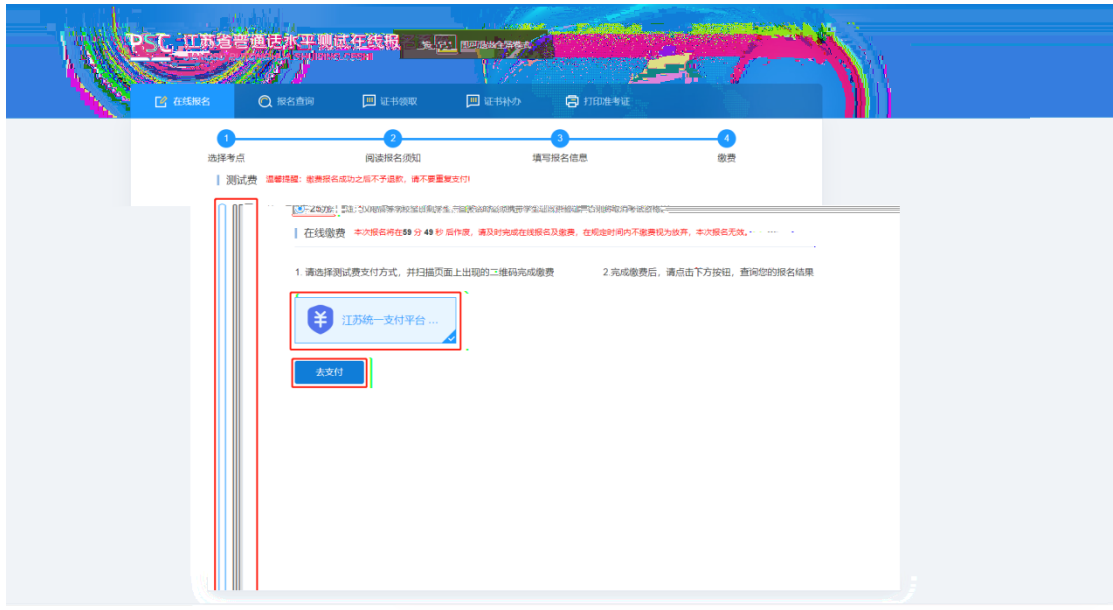 PSC 江苏省普通话水平测试在线报
在线报名 报名查询 证书领取 证书补办 打印准考证
1 2 3 4
选择考点 阅读报名须知 填写报名信息 缴费
测试费 温馨提醒：缴费报名成功之后不予退款，请不要重复支付!
25元
在线缴费 本次报名将在59 分 49 秒 后作废，请及时完成在线报名及缴费，在规定时间内不缴费视为放弃，本次报名无效。
1. 请选择测试费支付方式，并扫描页面上出现的二维码完成缴费 2.完成缴费后，请点击下方按钮，查询您的报名结果
江苏统一支付平台 ...
去支付